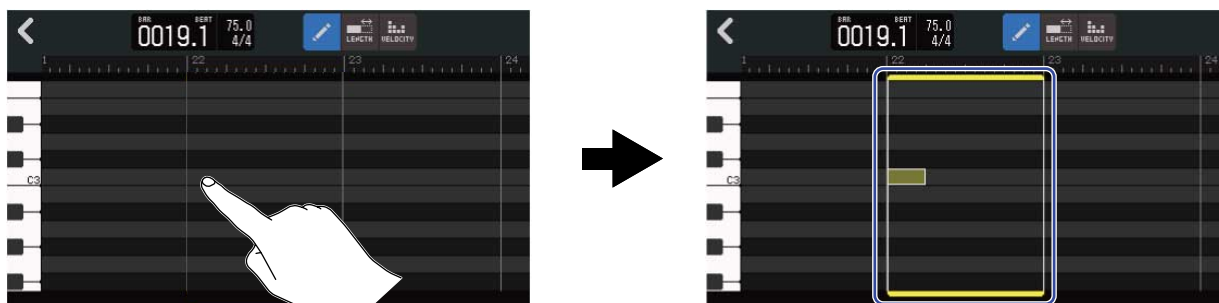 BAR BEAT
0019.1 75.0 4/4 LENGTH VELOCITY
1 22 23 24
C3
BAR BEAT
0019.1 75.0 4/4 LENGTH VELOCITY
1 22 23 24
C3